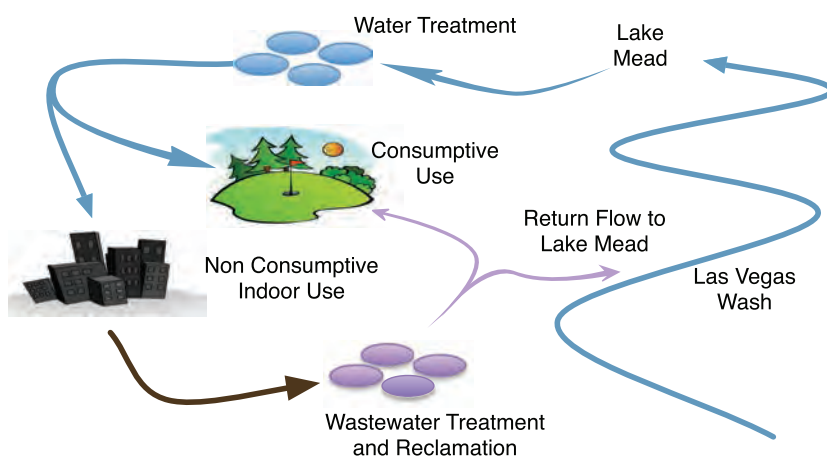 Water Treatment
Lake
Mead
Consumptive
Use
Return Flow to
Lake Mead
Non Consumptive
Indoor Use
Las Vegas
Wash
Wastewater Treatment
and Reclamation